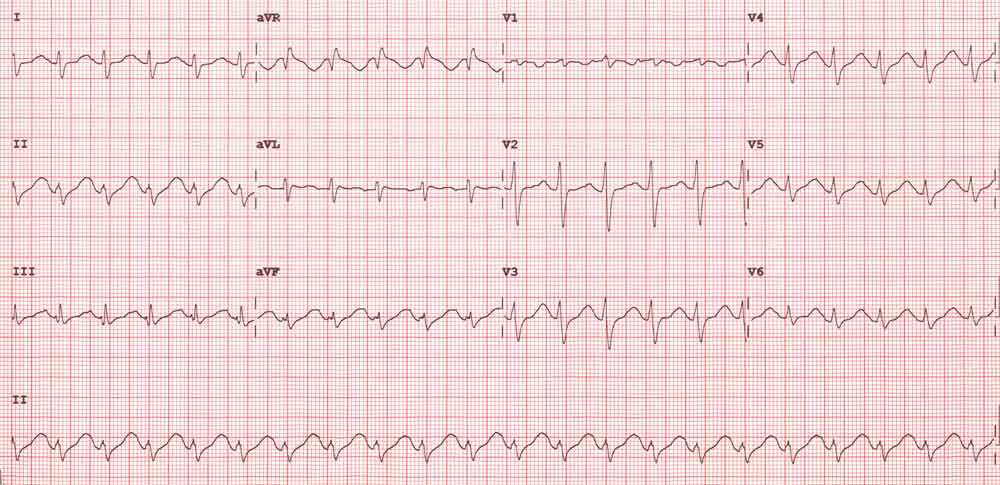 I aVR V1 V4
II aVL V2 V5
III aVF V3 V6
II